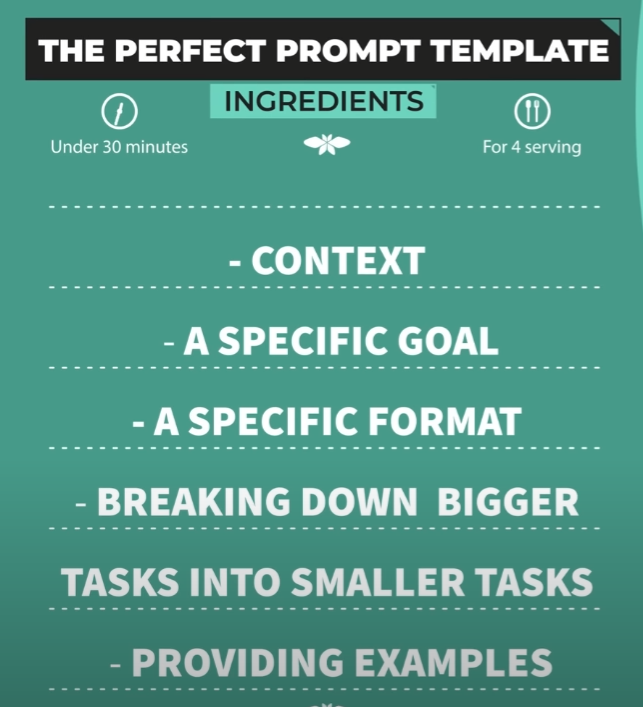 THE PERFECT PROMPT TEMPLATE
INGREDIENTS
Under 30 minutes
For 4 serving
- CONTEXT
- A SPECIFIC GOAL
- A SPECIFIC FORMAT
- BREAKING DOWN BIGGER
TASKS INTO SMALLER TASKS
- PROVIDING EXAMPLES